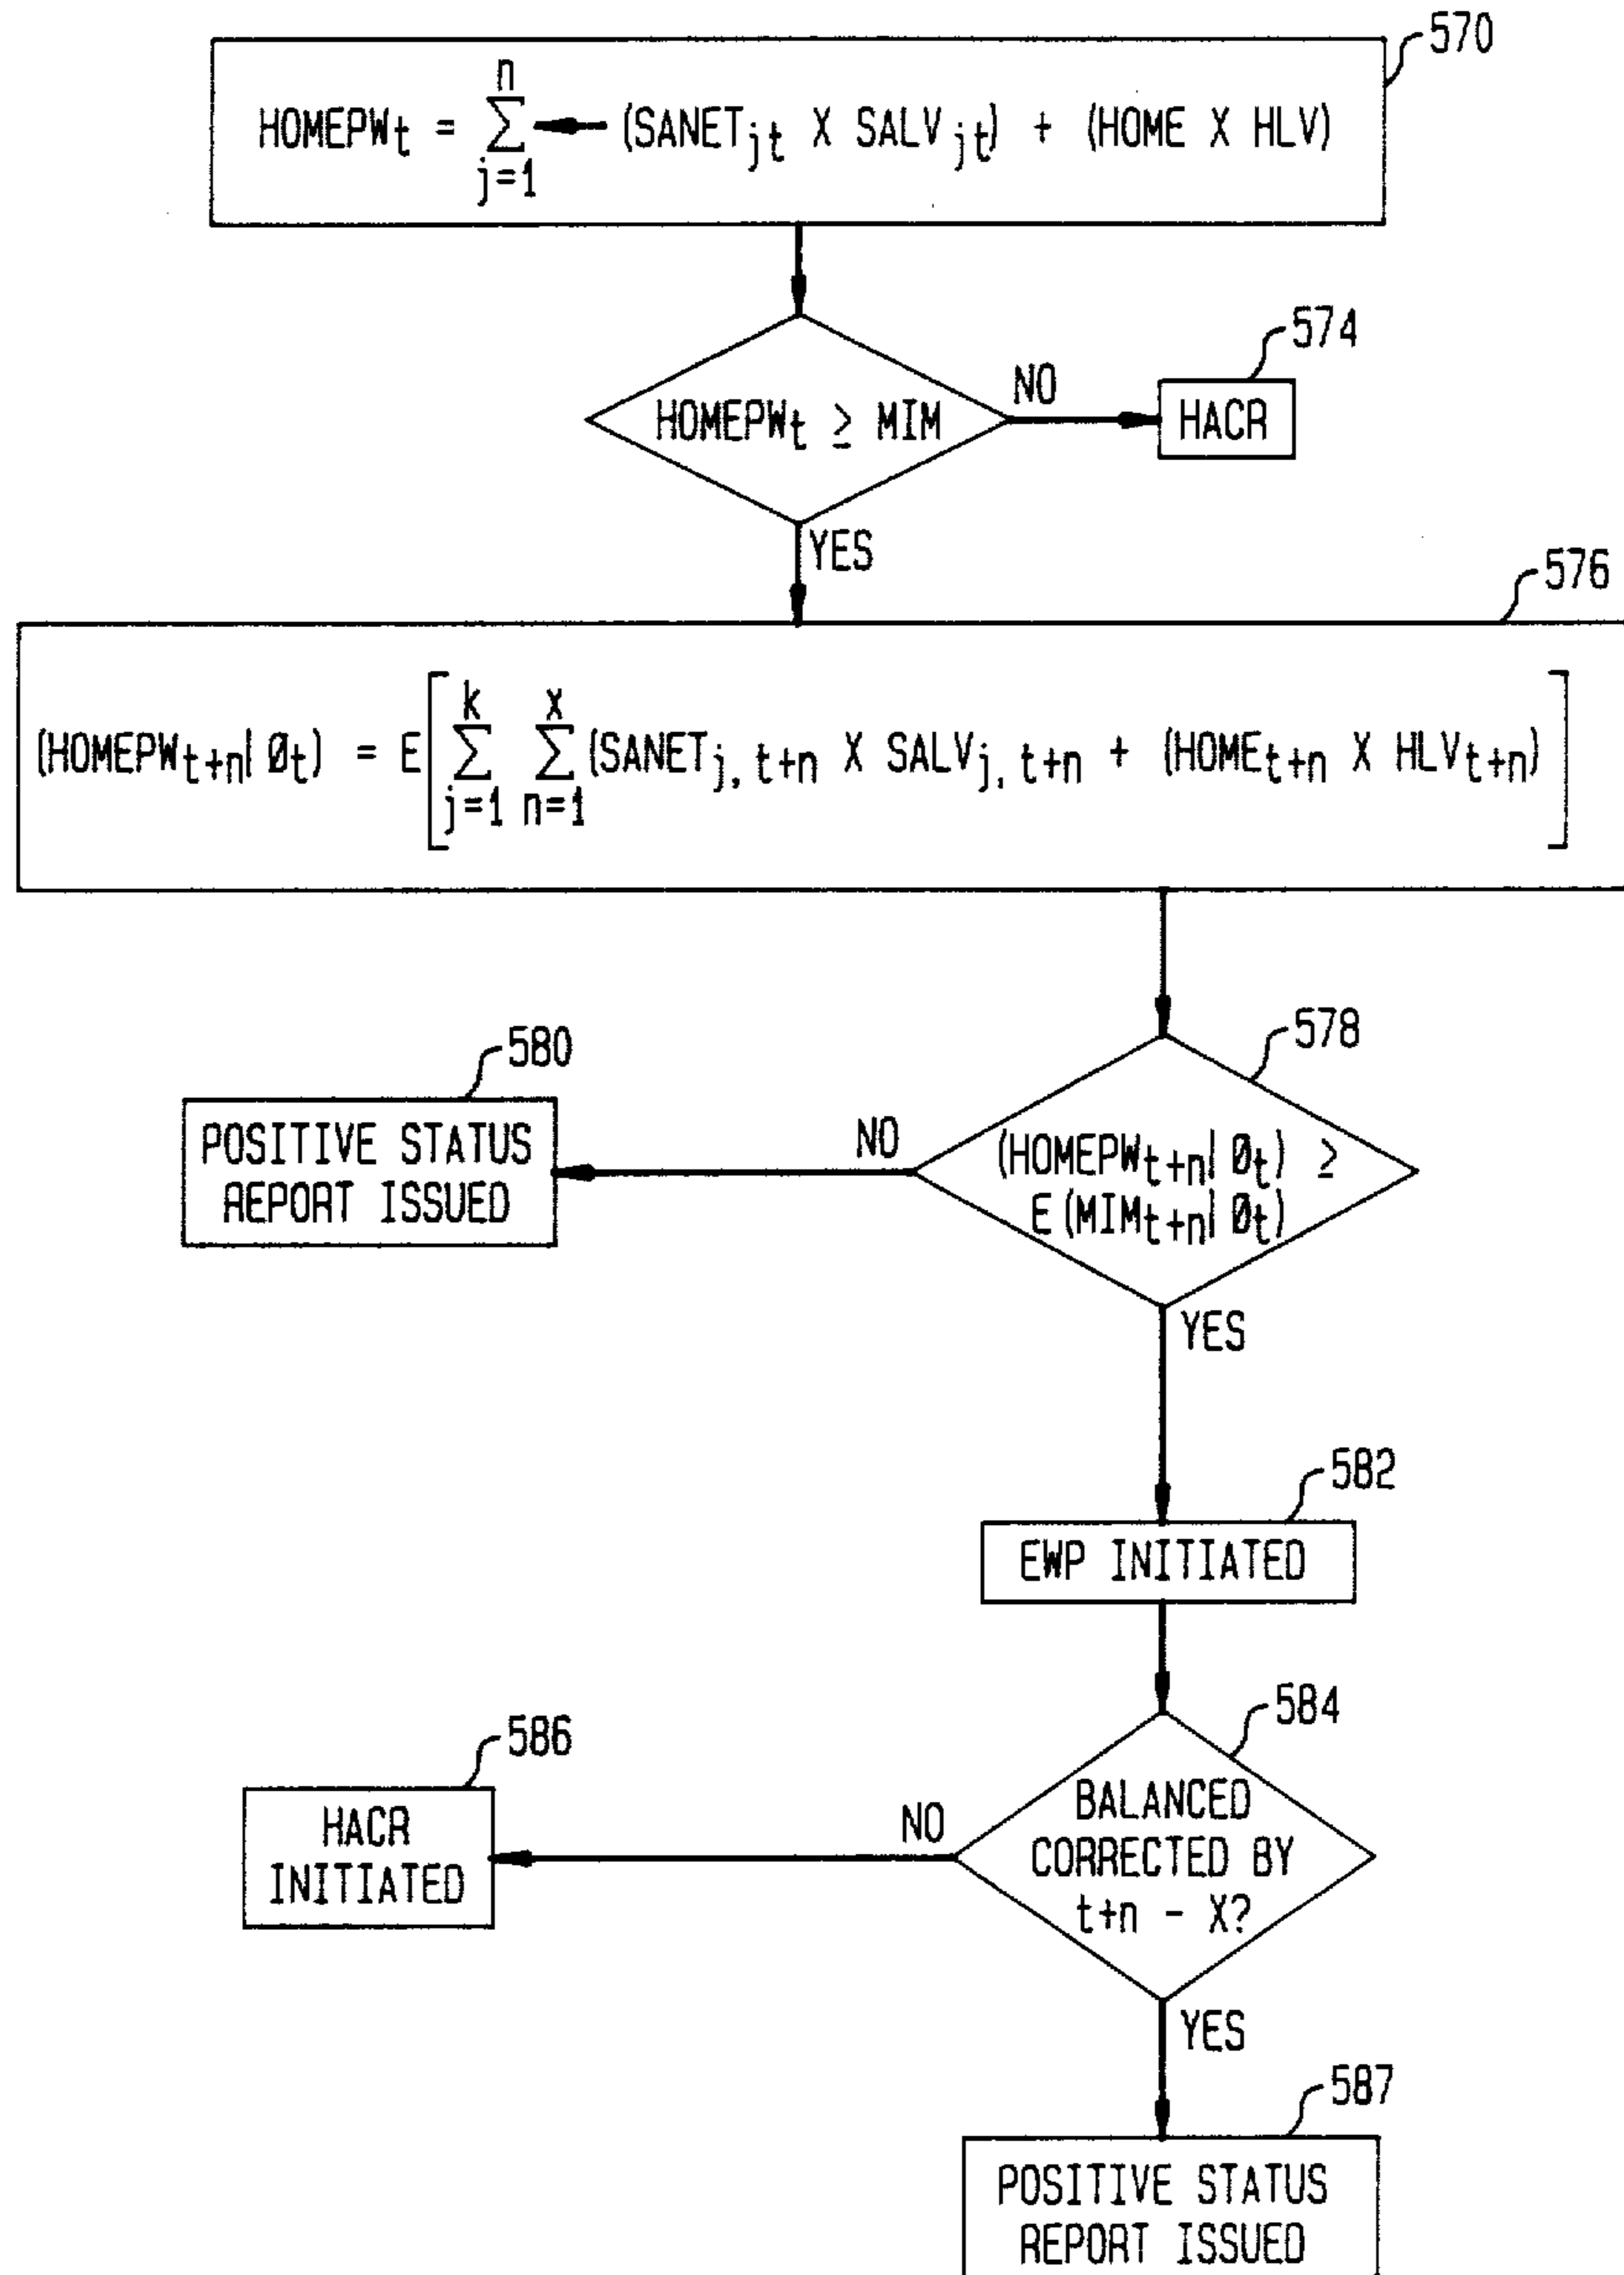 570
n
HOMEPWt = ∑ (SANETjt X SALVjt) + (HOME X HLV)
j=1
574
NO
HOMEPWt ≥ MIM
HACR
YES
576
k x
(HOMEPWt+n| Øt) = E[∑ ∑ (SANETj, t+n X SALVj, t+n + (HOMEt+n X HLVt+n)]
j=1 n=1
578
580
POSITIVE STATUS
REPORT ISSUED
NO
(HOMEPWt+n| Øt) ≥
E(MIMt+n| Øt)
YES
582
EWP INITIATED
584
586
HACR
INITIATED
NO
BALANCED
CORRECTED BY
t+n - X?
YES
587
POSITIVE STATUS
REPORT ISSUED